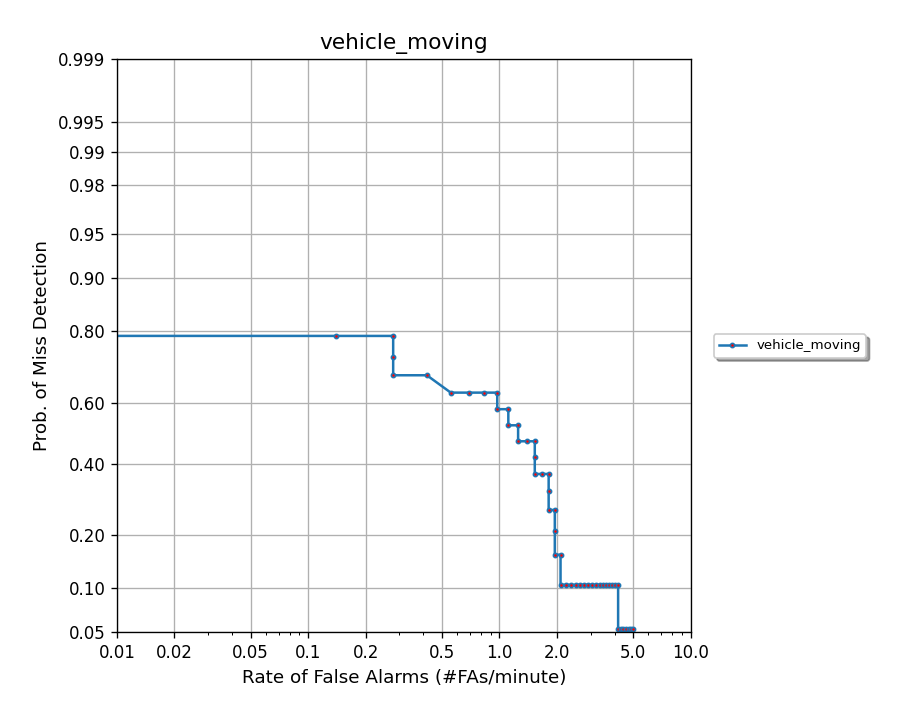 vehicle_moving
0.999
0.995
0.99
0.98
0.95
0.90
0.80
0.60
0.40
0.20
0.10
0.05
Prob. of Miss Detection
0.01 0.02 0.05 0.1 0.2 0.5 1.0 2.0 5.0 10.0
Rate of False Alarms (#FAs/minute)
vehicle_moving